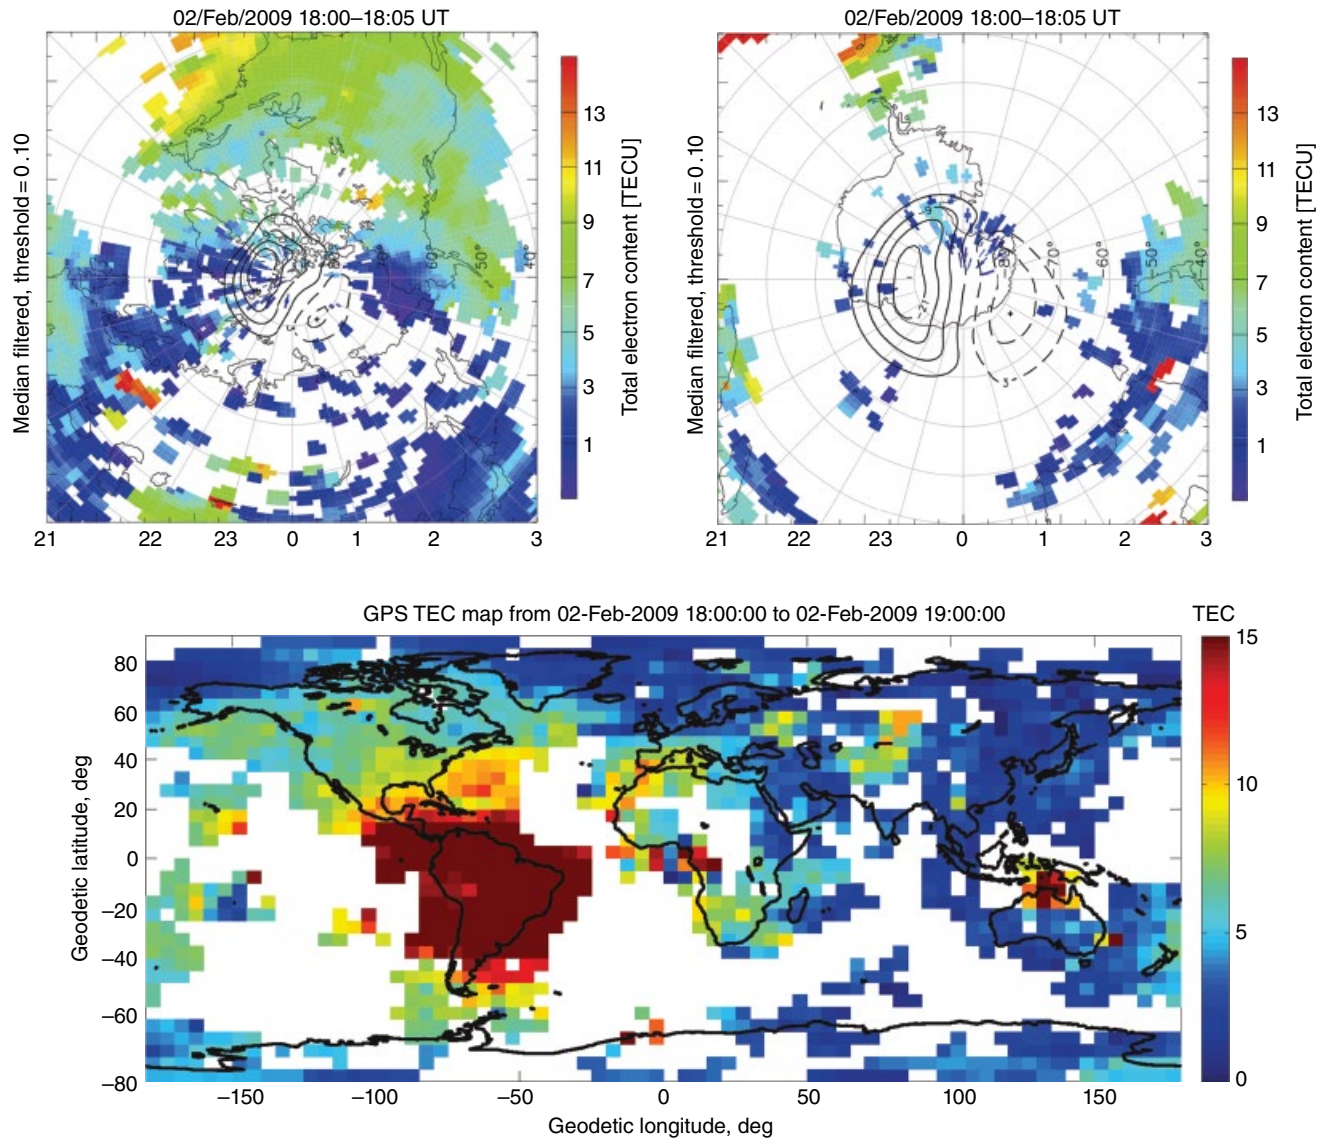 02/Feb/2009 18:00–18:05 UT
Median filtered, threshold = 0.10
60°
50°
40°
21 22 23 0 1 2 3
13
11
9
7
5
3
1
Total electron content [TECU]
02/Feb/2009 18:00–18:05 UT
Median filtered, threshold = 0.10
-80°
-70°
-60°
-50°
-40°
-9
-21
3
21 22 23 0 1 2 3
13
11
9
7
5
3
1
Total electron content [TECU]
GPS TEC map from 02-Feb-2009 18:00:00 to 02-Feb-2009 19:00:00
TEC
Geodetic latitude, deg
80
60
40
20
0
–20
–40
–60
–80
–150 –100 –50 0 50 100 150
Geodetic longitude, deg
15
10
5
0